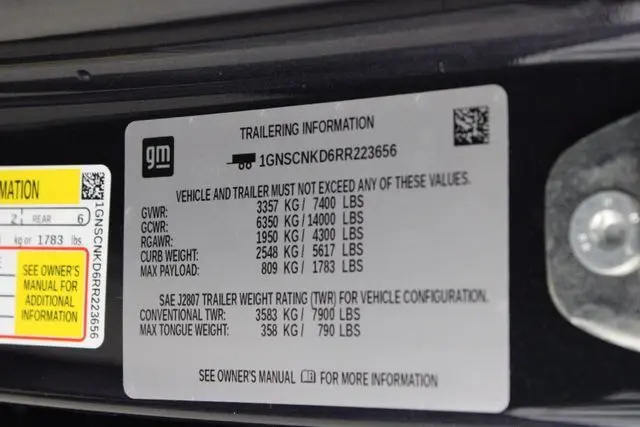 MATION
2 REAR 6
kg or 1783 lbs
SEE OWNER'S
MANUAL FOR
ADDITIONAL
INFORMATION
1GNSCNKD6RR223656
gm
TRAILERING INFORMATION
1GNSCNKD6RR223656
VEHICLE AND TRAILER MUST NOT EXCEED ANY OF THESE VALUES.
GVWR: 3357 KG/ 7400 LBS
GCWR: 6350 KG/ 14000 LBS
RGAWR: 1950 KG/ 4300 LBS
CURB WEIGHT: 2548 KG/ 5617 LBS
MAX PAYLOAD: 809 KG/ 1783 LBS
SAE J2807 TRAILER WEIGHT RATING (TWR) FOR VEHICLE CONFIGURATION.
CONVENTIONAL TWR: 3583 KG/ 7900 LBS
MAX TONGUE WEIGHT: 358 KG/ 790 LBS
SEE OWNER'S MANUAL FOR MORE INFORMATION